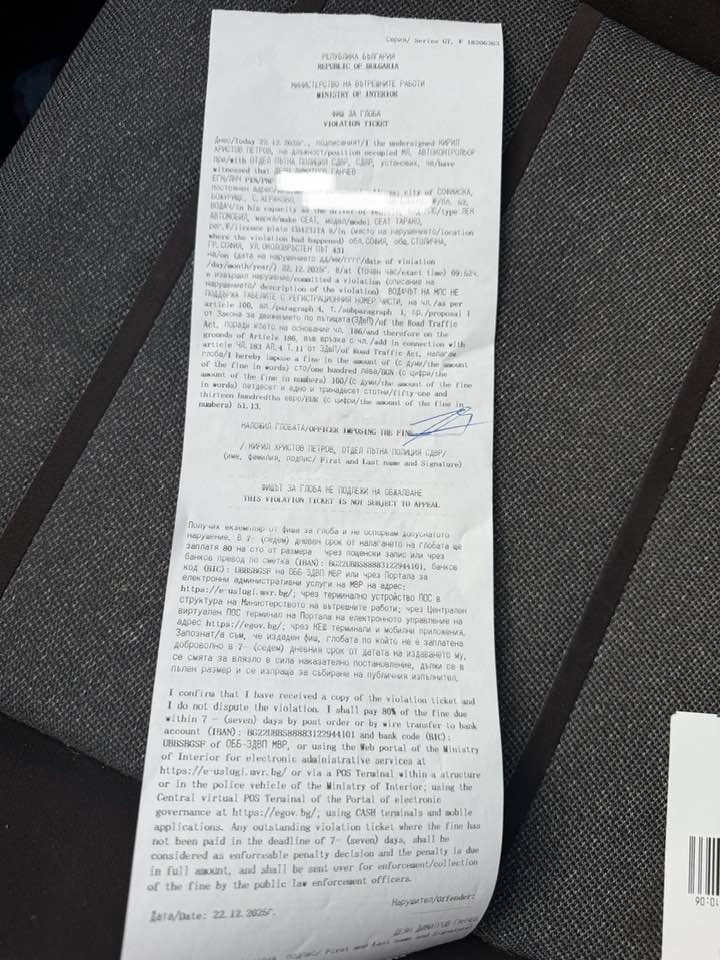 Серия/ Series GT, # 18306363
РЕПУБЛИКА БЪЛГАРИЯ
REPUBLIC OF BULGARIA
МИНИСТЕРСТВО НА ВЪТРЕШНИТЕ РАБОТИ
MINISTRY OF INTERIOR
ФИШ ЗА ГЛОБА
VIOLATION TICKET
Днес/Today 22.12.2025г., подписаният/I the undersigned КИРИЛ
ХРИСТОВ ПЕТРОВ, на длъжност/position occupied МЛ. АВТОКОНТРОЛЬОР
при/with ОТДЕЛ ПЪТНА ПОЛИЦИЯ СДВР, СДВР, установих, че/have
witnessed that ДЕЯН ДИМИТРОВ ГАНЧЕВ
ЕГН/ЛНЧ PIN/PNF
постоянен адрес/ city of СОФИЙСКА,
БОЖУРИЩЕ, С.ХЕРАКОВО, №/бл. 62,
ВОДАЧ/in his capacity as the driver of /type ЛЕК
АВТОМОБИЛ, марка/make СЕАТ, модел/model СЕАТ ТАРАКО,
рег.№/license plate в/in (място на нарушението/location
where the violation had happened) обл.СОФИЯ, общ.СТОЛИЧНА,
ГР.СОФИЯ, УЛ.ОКОЛОВРЪСТЕН ПЪТ 431
на/on (дата на нарушението дд/мм/гггг/date of violation
/day/month/year/) 22.12.2025г. в/at (точен час/exact time) 09:52ч.
е извършил нарушение/committed a violation (описание на
нарушението/ description of the violation) ВОДАЧЪТ НА МПС НЕ
ПОДДЪРЖА ТАБЕЛИТЕ С РЕГИСТРАЦИОННИЯ НОМЕР ЧИСТИ, на чл./as per
article 100, ал./paragraph 4, т./subparagraph 1, пр./proposal 1
от Закона за движението по пътищата(ЗДвП)/of the Road Traffic
Act, поради което на основание чл. 186/and therefore on the
grounds of Article 186, във връзка с чл./add in connection with
article ЧЛ.183 АЛ.4 Т.11 от ЗДвП/of Road Traffic Act, налагам
глоба/I hereby impose a fine in the amount of (с думи/the amount
of the fine in words) сто/one hundred лева/BGN (с цифри/the
amount of the fine in numbers) 100/(с думи/the amount of the fine
in words) петдесет и едно и тринадесет стотни/fifty-one and
thirteen hundredths евро/EUR (с цифри/the amount of the fine in
numbers) 51.13.
НАЛОЖИЛ ГЛОБАТА/OFFICER IMPOSING THE FINE
/ КИРИЛ ХРИСТОВ ПЕТРОВ, ОТДЕЛ ПЪТНА ПОЛИЦИЯ СДВР/
(име, фамилия, подпис/ First and Last name and Signature)
ФИШЪТ ЗА ГЛОБА НЕ ПОДЛЕЖИ НА ОБЖАЛВАНЕ
THIS VIOLATION TICKET IS NOT SUBJECT TO APPEAL
Получих екземпляр от фиша за глоба и не оспорвам допуснатото
нарушение. В 7- (седем) дневен срок от налагането на глобата ще
заплатя 80 на сто от размера чрез пощенски запис или чрез
банков превод по сметка (IBAN): BG22UBBS88883122944101, банков
код (BIC): UBBSBGSF на ОББ-ЗДВП МВР или чрез Портала за
електронни административни услуги на МВР на адрес:
https://e-uslugi.mvr.bg/; чрез терминално устройство ПОС в
структура на Министерството на вътрешните работи; чрез Централен
виртуален ПОС терминал на Портала на електронното управление на
адрес https://egov.bg/; чрез КЕШ терминали и мобилни приложения.
Запознат/а съм, че издаден фиш, глобата по който не е заплатена
доброволно в 7- (седем) дневния срок от датата на издаването му,
се смята за влязло в сила наказателно постановление, дължи се в
пълен размер и се изпраща за събиране на публичния изпълнител.
I confirm that I have received a copy of the violation ticket and
I do not dispute the violation. I shall pay 80% of the fine due
within 7 - (seven) days by post order or by wire transfer to bank
account (IBAN): BG22UBBS88883122944101 and bank code (BIC):
UBBSBGSF of ОББ-ЗДВП МВР, or using the Web portal of the Ministry
of Interior for electronic administrative services at
https://e-uslugi.mvr.bg/ or via a POS Terminal within a structure
or in the police vehicle of the Ministry of Interior; using the
Central virtual POS Terminal of the Portal of electronic
governance at https://egov.bg/; using CASH terminals and mobile
applications. Any outstanding violation ticket where the fine has
not been paid in the deadline of 7- (seven) days, shall be
considered as enforceable penalty decision and the penalty is due
in full amount, and shall be sent over for enforcement/collection
of the fine by the public law enforcement officers.
Дата/Date: 22.12.2025г.
Нарушител/Offender:
ДЕЯН ДИМИТРОВ ГАНЧЕВ
подпис/ First and Last name and Signature)
10:06